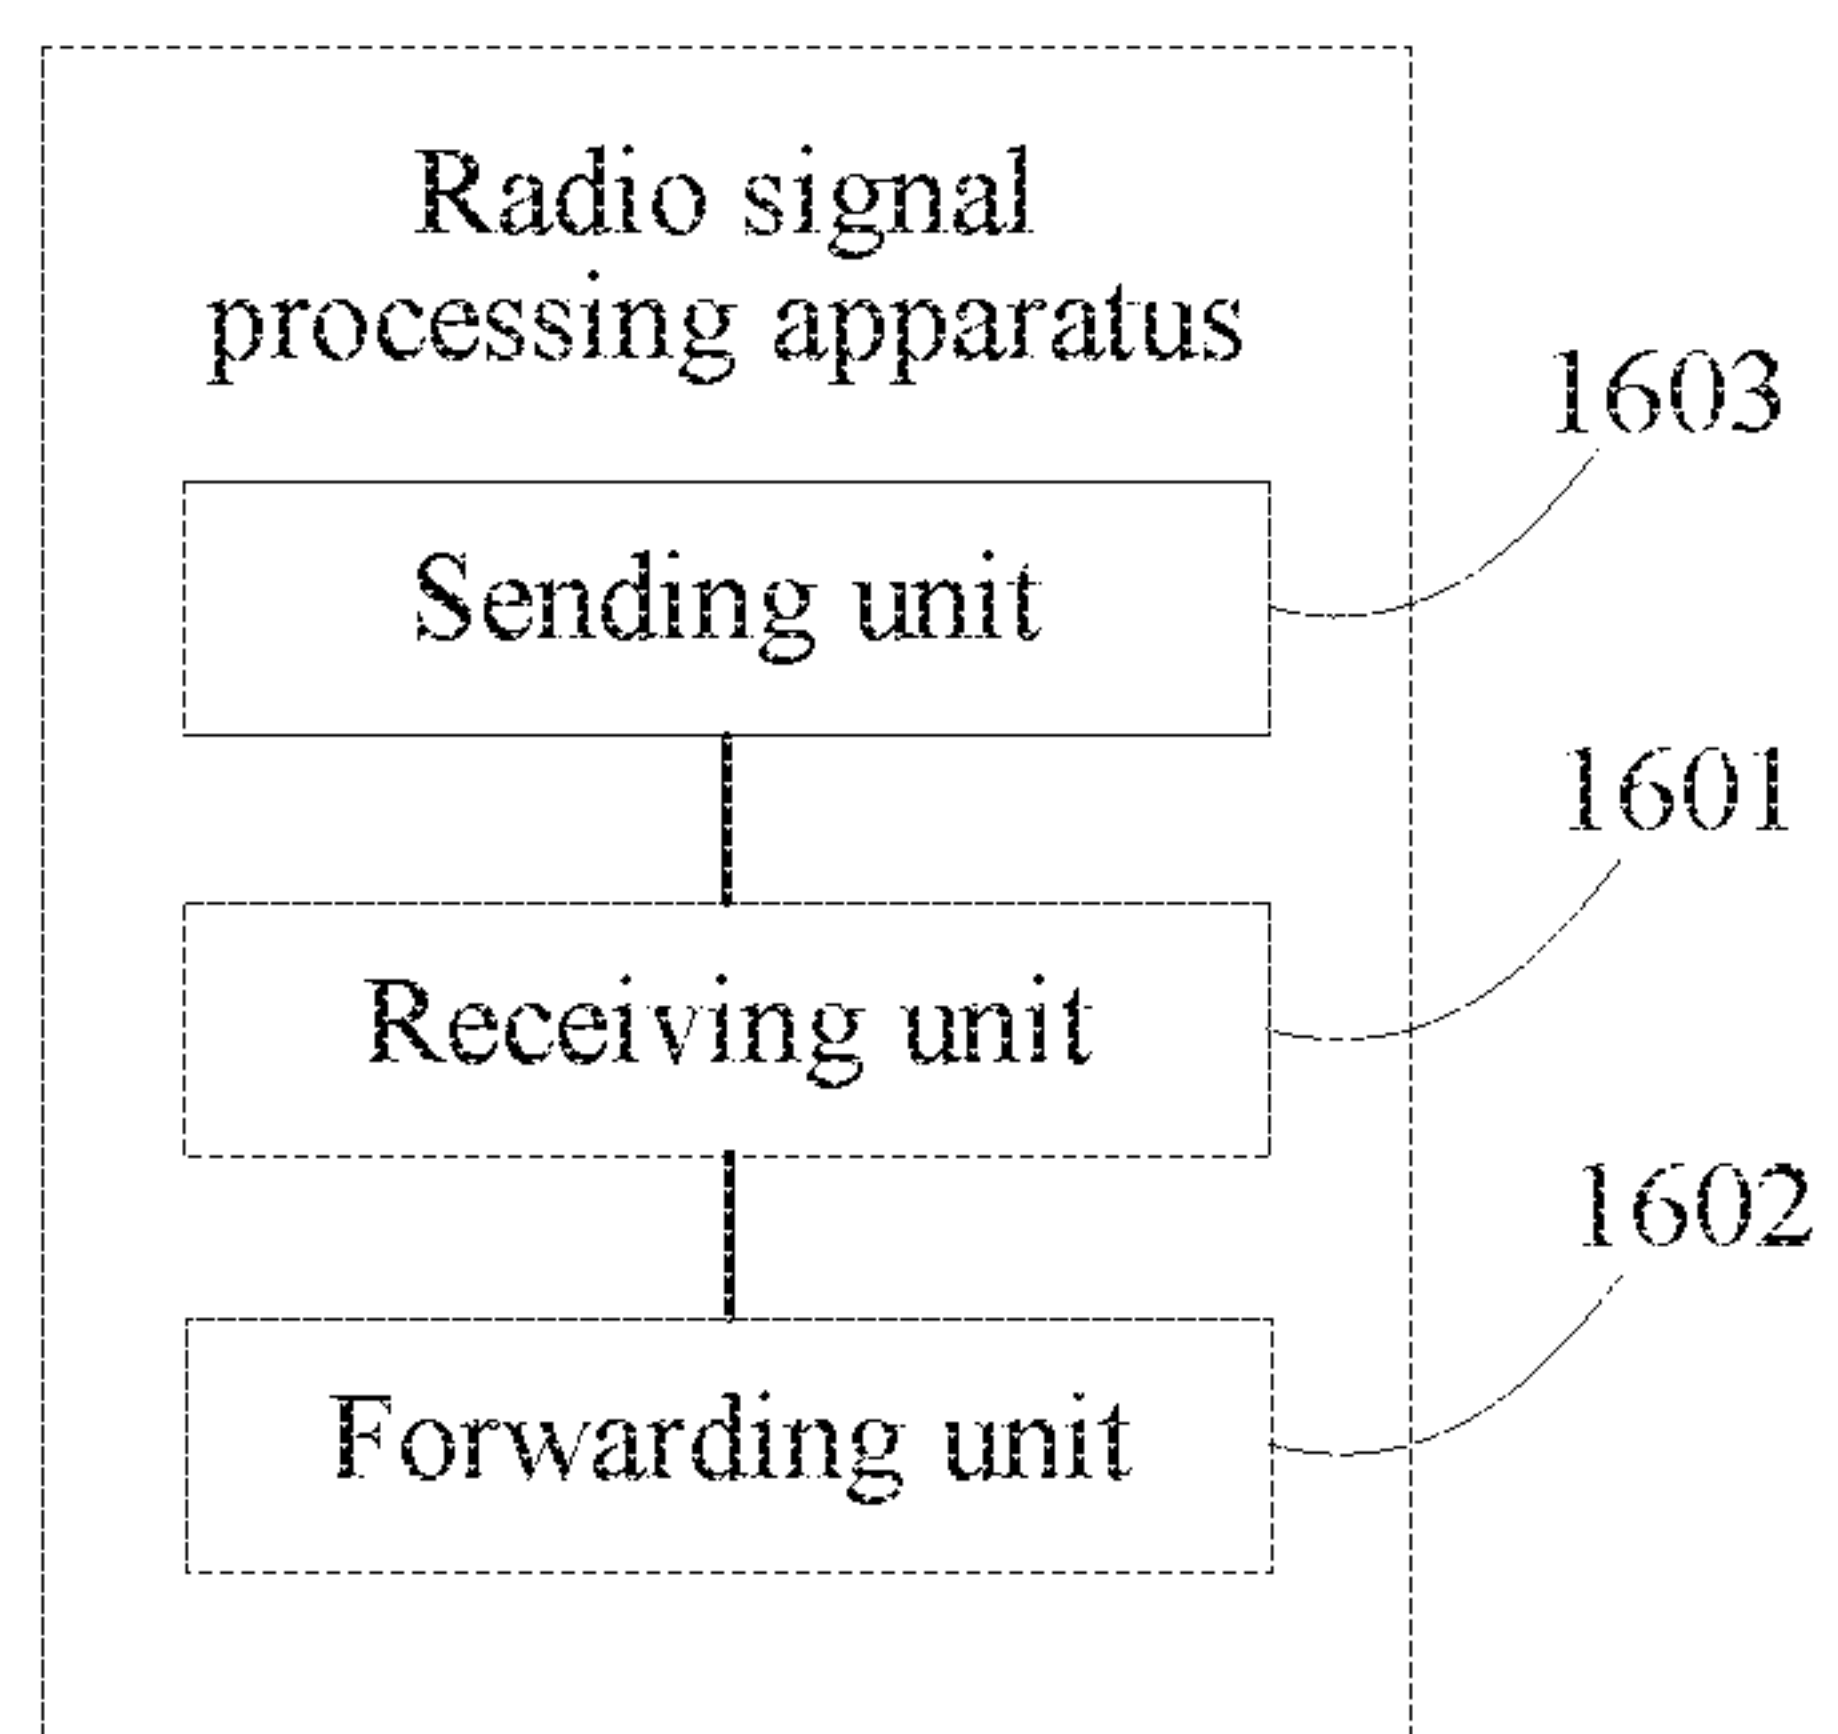 Radio signal
processing apparatus
1603
Sending unit
1601
Receiving unit
1602
Forwarding unit